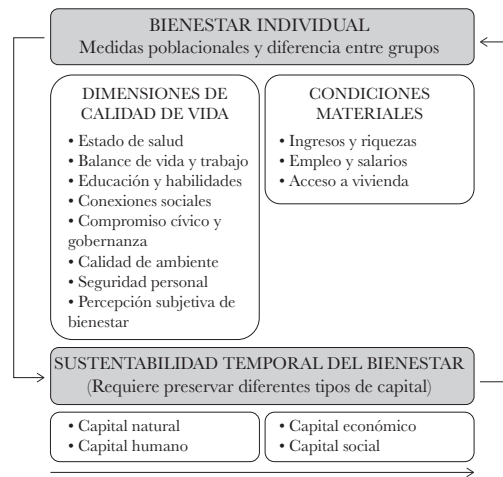 BIENESTAR INDIVIDUAL
Medidas poblacionales y diferencia entre grupos
DIMENSIONES DE
CALIDAD DE VIDA
• Estado de salud
• Balance de vida y trabajo
• Educación y habilidades
• Conexiones sociales
• Compromiso cívico y
gobernanza
• Calidad de ambiente
• Seguridad personal
• Percepción subjetiva de
bienestar
CONDICIONES
MATERIALES
• Ingresos y riquezas
• Empleo y salarios
• Acceso a vivienda
SUSTENTABILIDAD TEMPORAL DEL BIENESTAR
(Requiere preservar diferentes tipos de capital)
• Capital natural
• Capital humano
• Capital económico
• Capital social